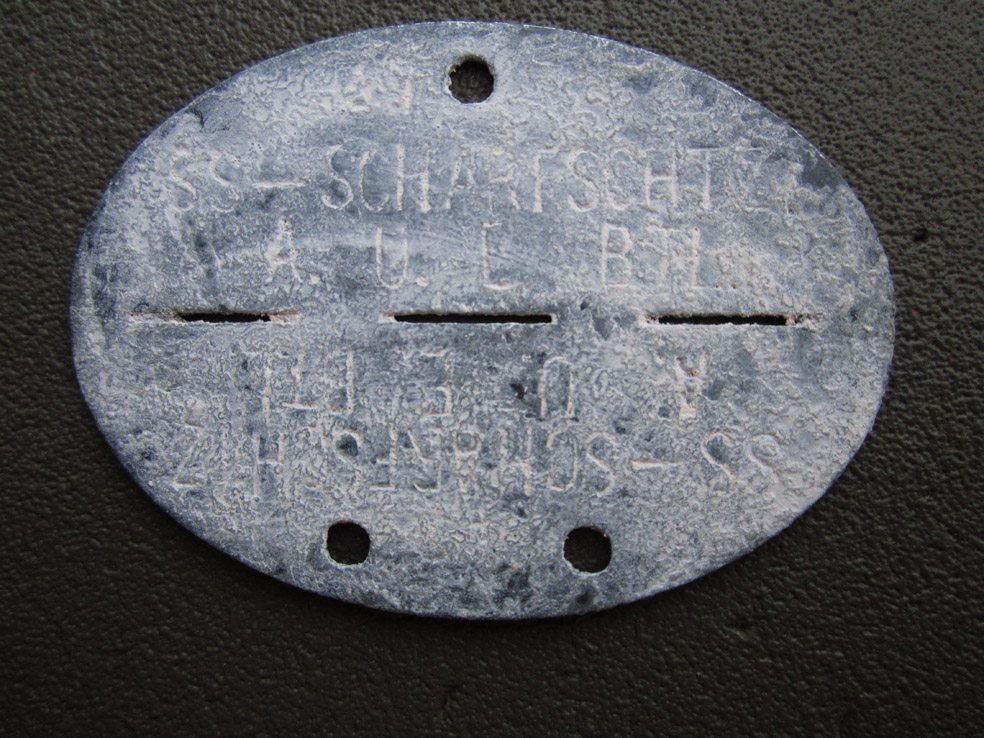 SS-SCHARFSCHTZ.
A. U. E. BTL.
A. U. E. BTL
SS-SCHARFSCHTZ